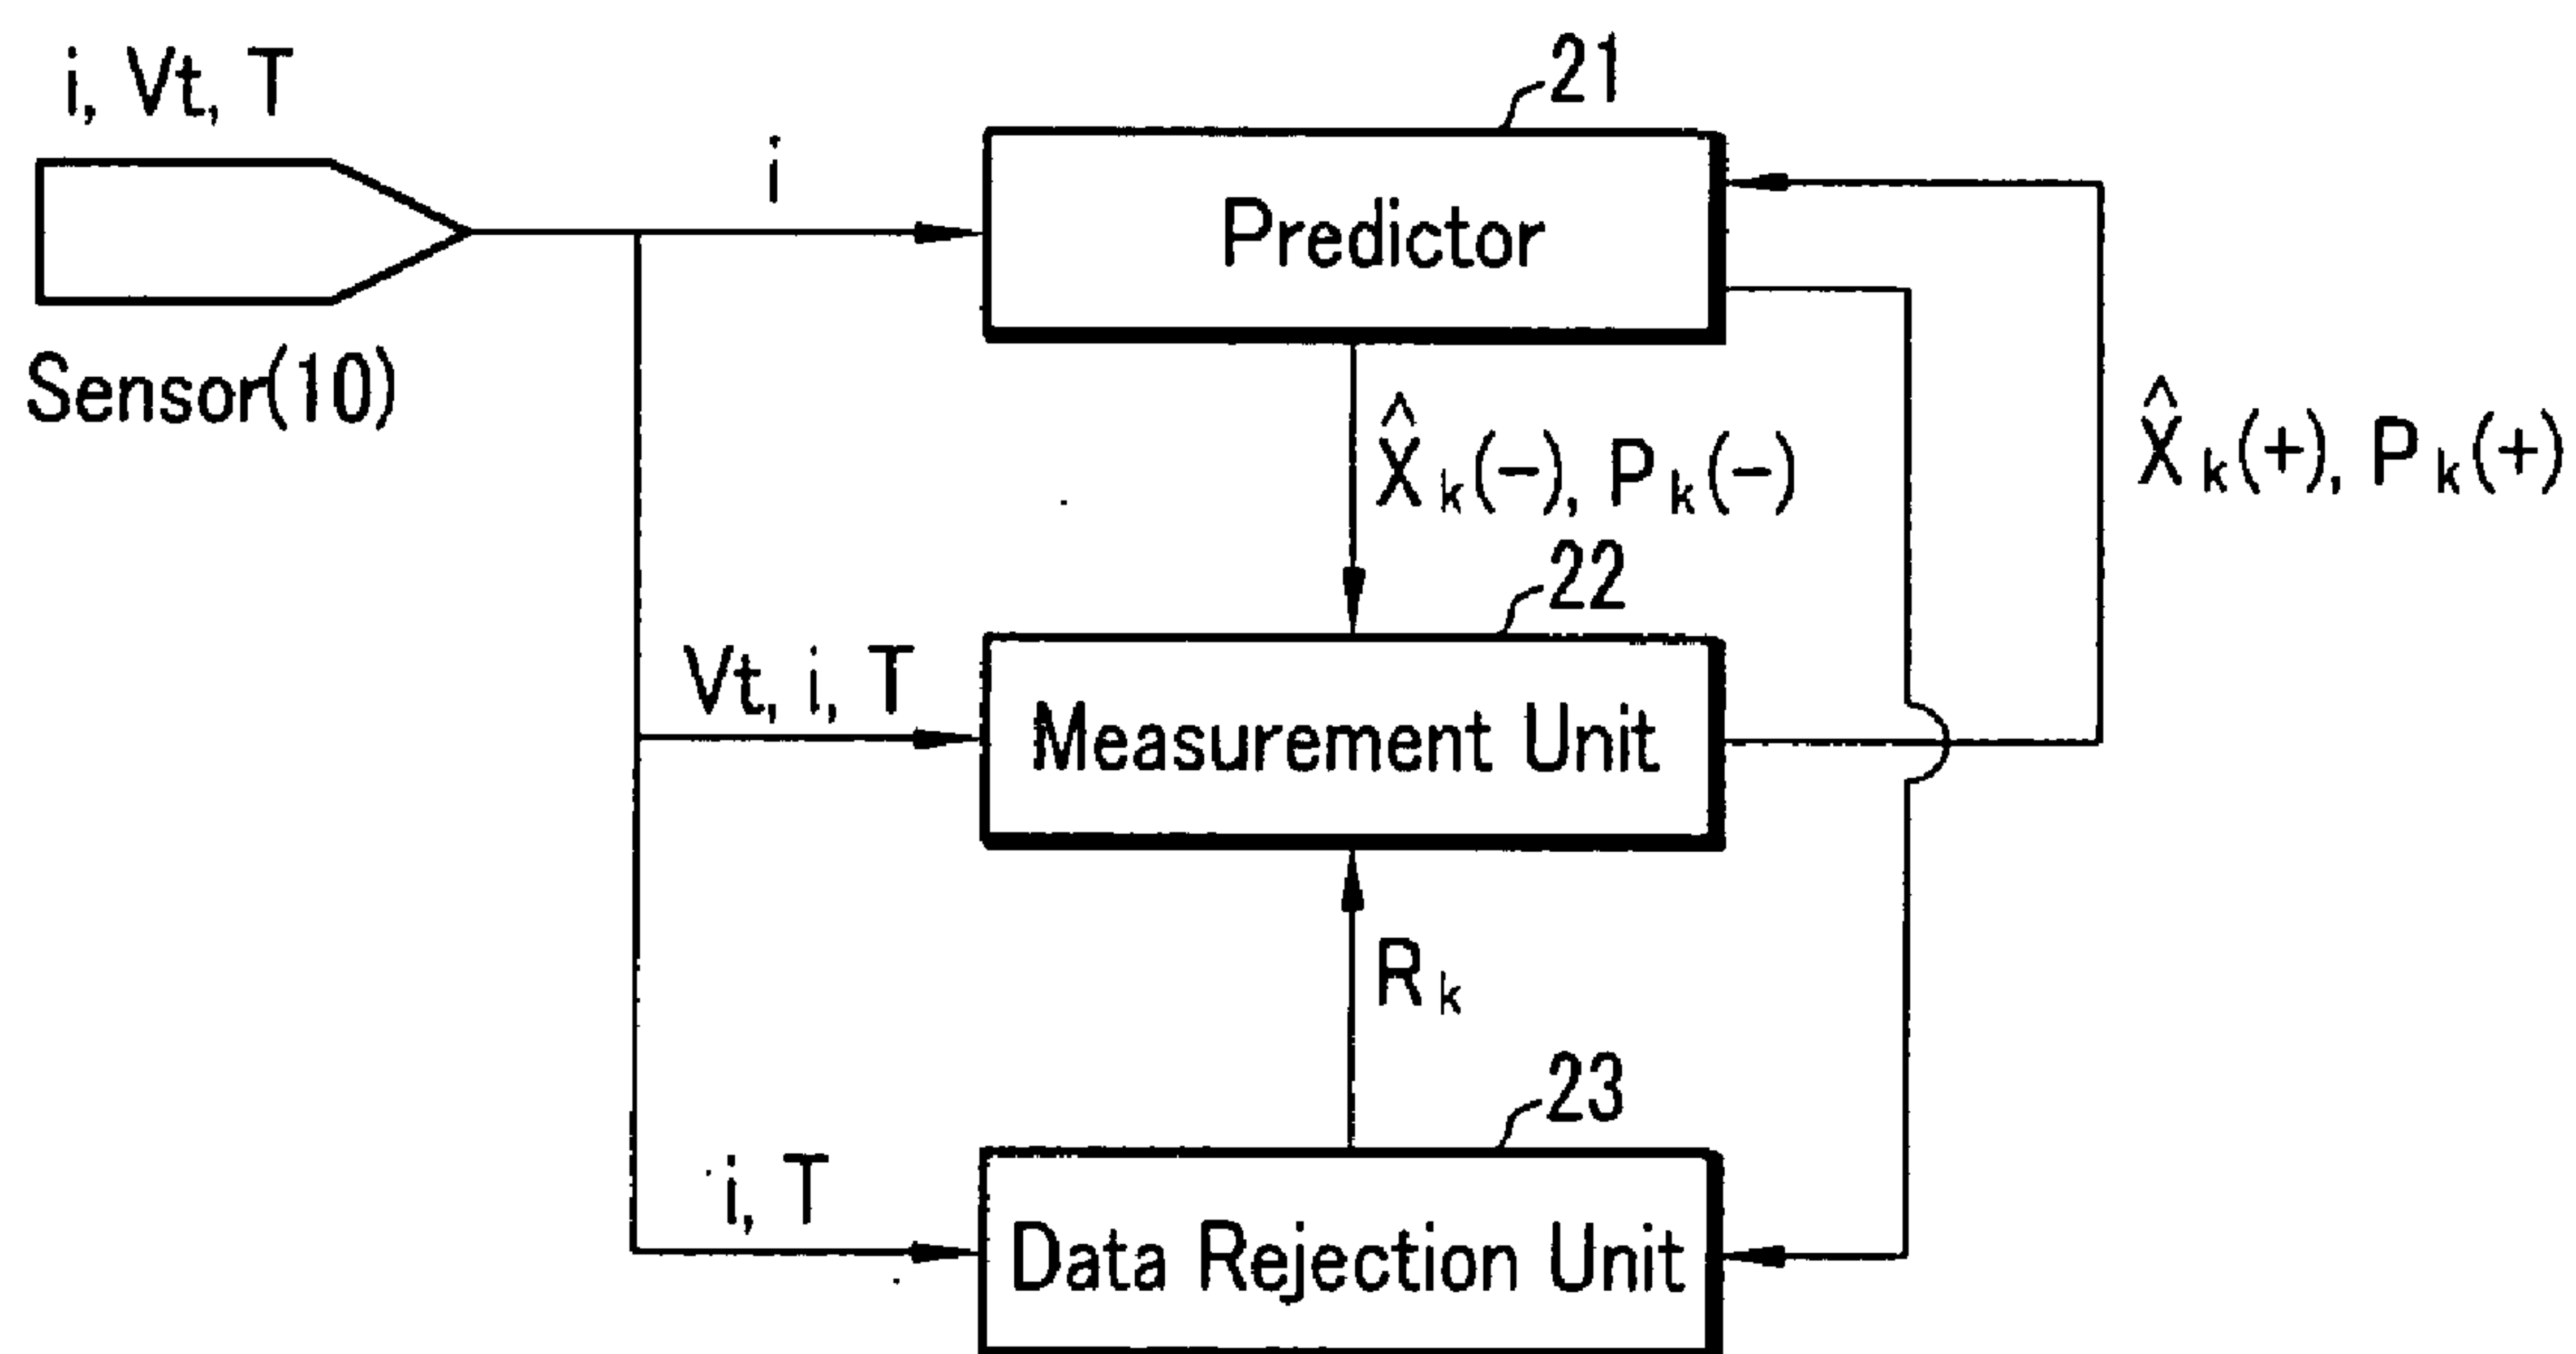 i, Vt, T
Sensor(10)
i
21
Predictor
X̂k(−), Pk(−)
X̂k(+), Pk(+)
22
Vt, i, T
Measurement Unit
Rk
23
i, T
Data Rejection Unit